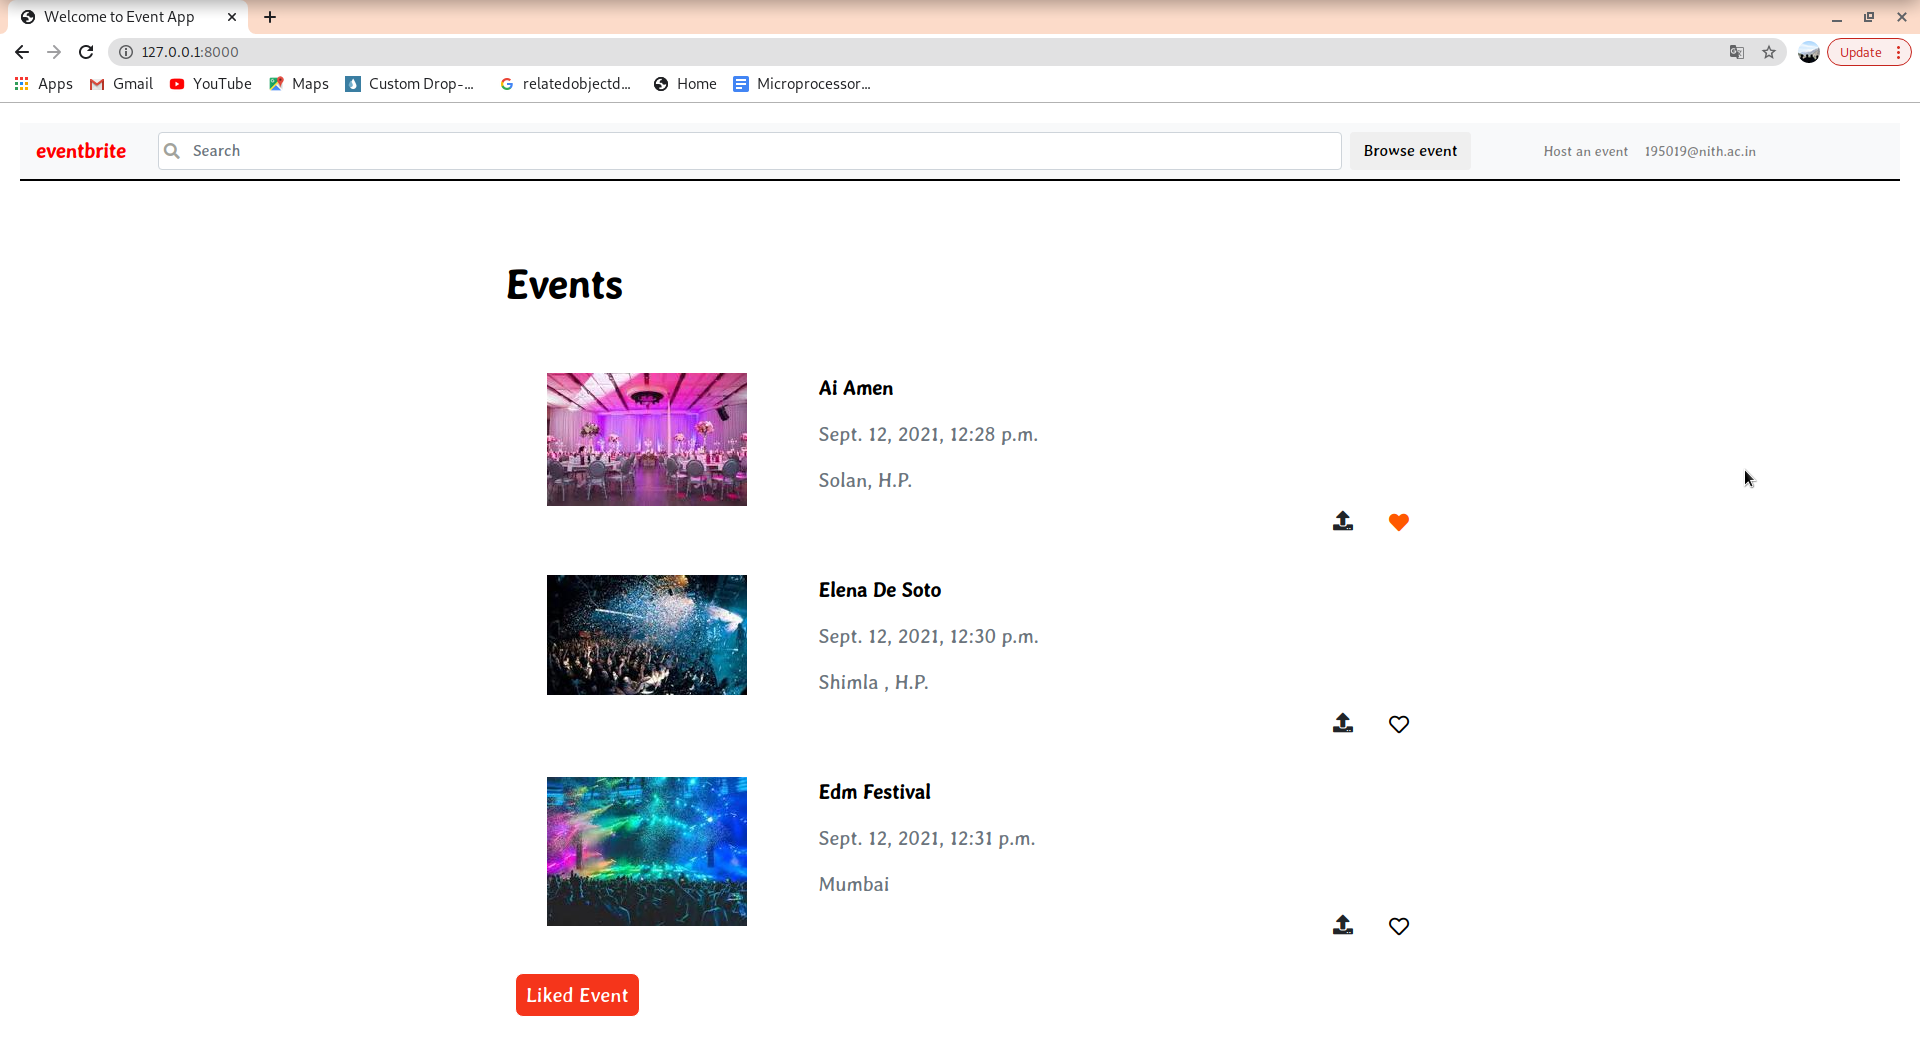 Welcome to Event App
127.0.0.1:8000
Update
Apps Gmail YouTube Maps Custom Drop-... relatedobjectd... Home Microprocessor...
eventbrite Search Browse event Host an event 195019@nith.ac.in
Events
Ai Amen
Sept. 12, 2021, 12:28 p.m.
Solan, H.P.
Elena De Soto
Sept. 12, 2021, 12:30 p.m.
Shimla , H.P.
Edm Festival
Sept. 12, 2021, 12:31 p.m.
Mumbai
Liked Event